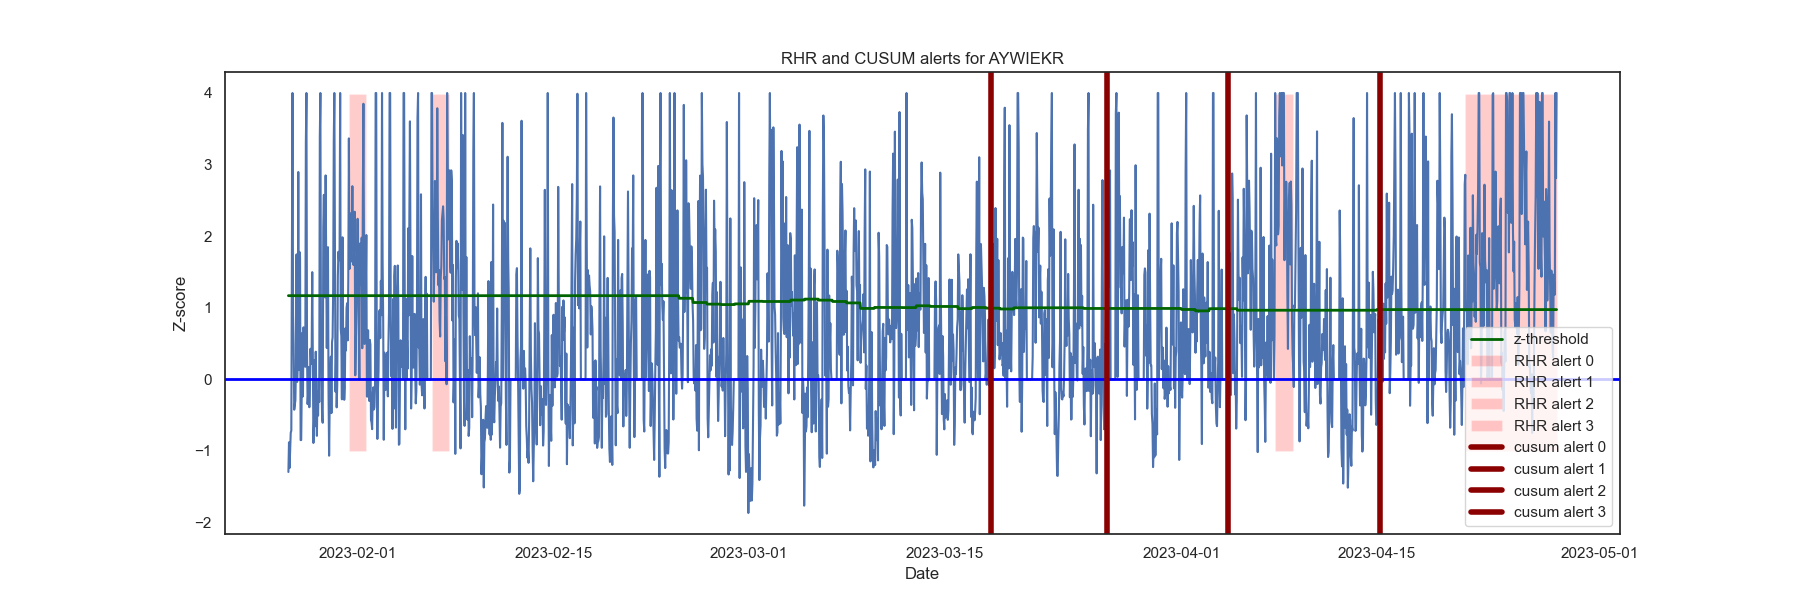 RHR and CUSUM alerts for AYWIEKR
4
3
2
1
0
−1
−2
Z-score
z-threshold
RHR alert 0
RHR alert 1
RHR alert 2
RHR alert 3
cusum alert 0
cusum alert 1
cusum alert 2
cusum alert 3
2023-02-01
2023-02-15
2023-03-01
2023-03-15
2023-04-01
2023-04-15
2023-05-01
Date